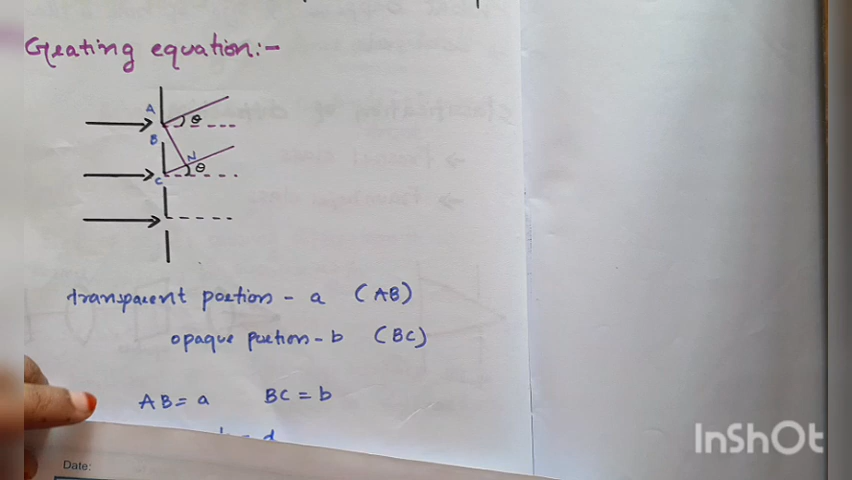 Greating equation:-
A
θ
B
N
θ
C
transparent portion - a (AB)
opaque portion - b (BC)
AB = a BC = b
= d
Date:
InShOt